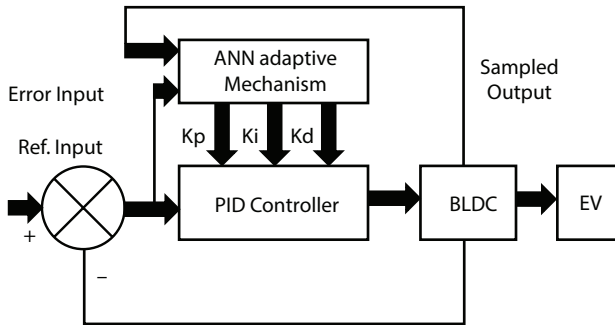 ANN adaptive
Mechanism
Sampled
Output
Error Input
Ref. Input
Kp Ki Kd
PID Controller
BLDC
EV
+
–